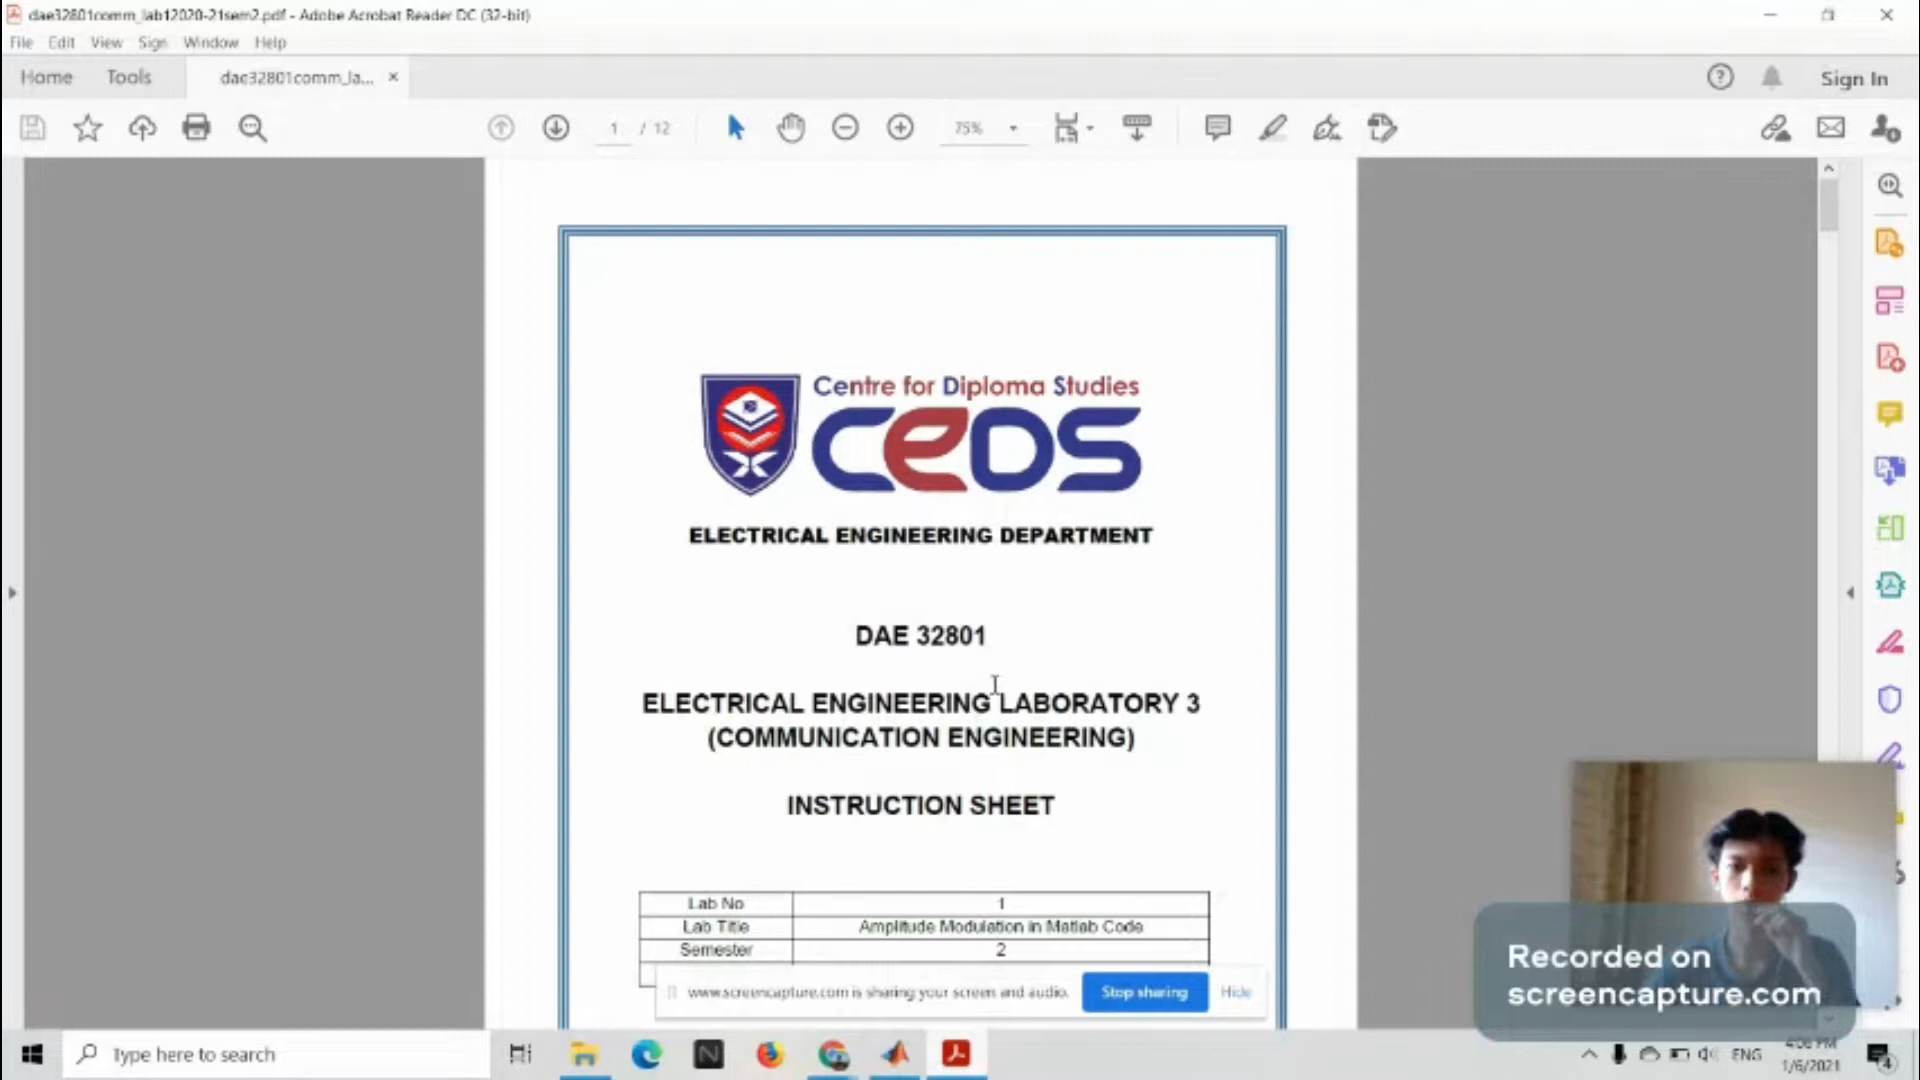 dae32801comm_lab12020-21sem2.pdf - Adobe Acrobat Reader DC (32-bit)
File Edit View Sign Window Help
Home Tools dae32801comm_la... ×
Sign In
1 / 12 75%
Centre for Diploma Studies
CeDS
ELECTRICAL ENGINEERING DEPARTMENT
DAE 32801
ELECTRICAL ENGINEERING LABORATORY 3
(COMMUNICATION ENGINEERING)
INSTRUCTION SHEET
Lab No 1
Lab Title Amplitude Modulation in Matlab Code
Semester 2
www.screencapture.com is sharing your screen and audio. Stop sharing Hide
Recorded on
screencapture.com
Type here to search
ENG
4:06 PM
1/6/2021
4